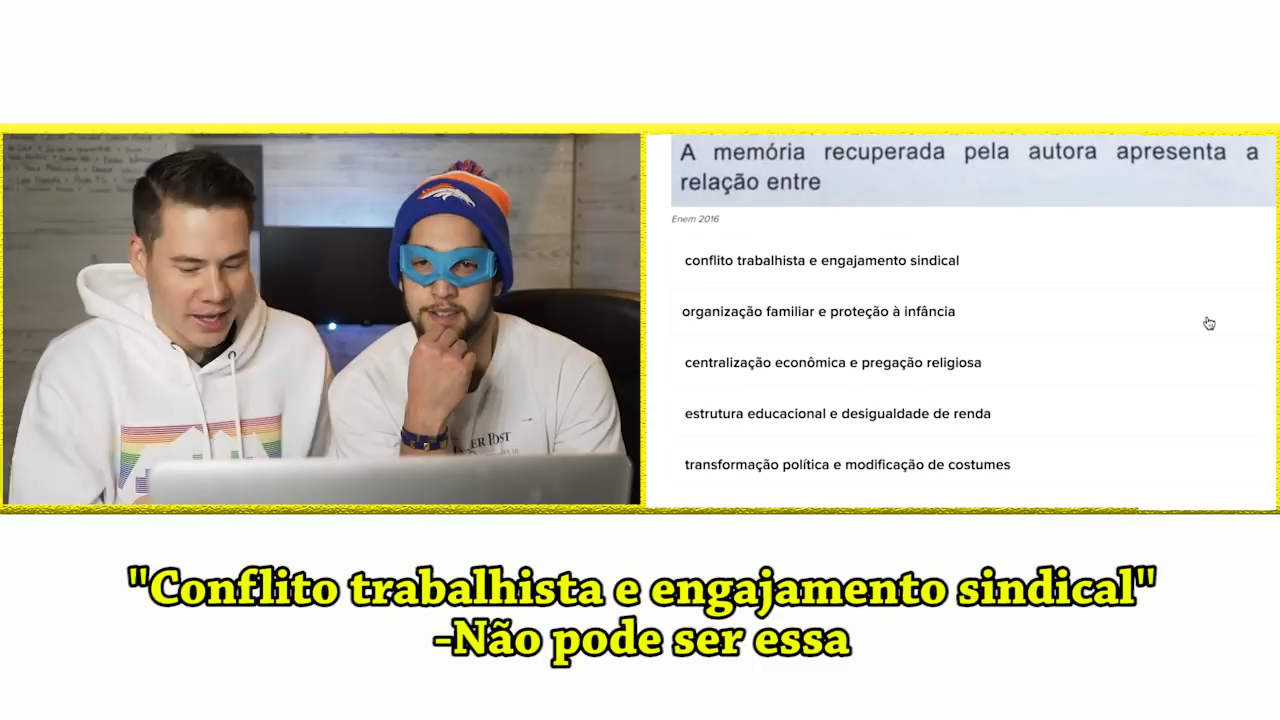 A memória recuperada pela autora apresenta a
relação entre
Enem 2016
conflito trabalhista e engajamento sindical
organização familiar e proteção à infância
centralização econômica e pregação religiosa
estrutura educacional e desigualdade de renda
transformação política e modificação de costumes
POST
"Conflito trabalhista e engajamento sindical"
-Não pode ser essa